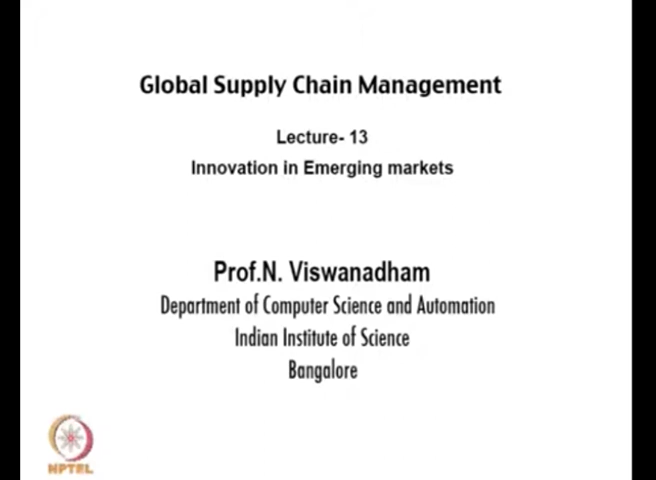 Global Supply Chain Management
Lecture- 13
Innovation in Emerging markets
Prof.N. Viswanadham
Department of Computer Science and Automation
Indian Institute of Science
Bangalore
NPTEL